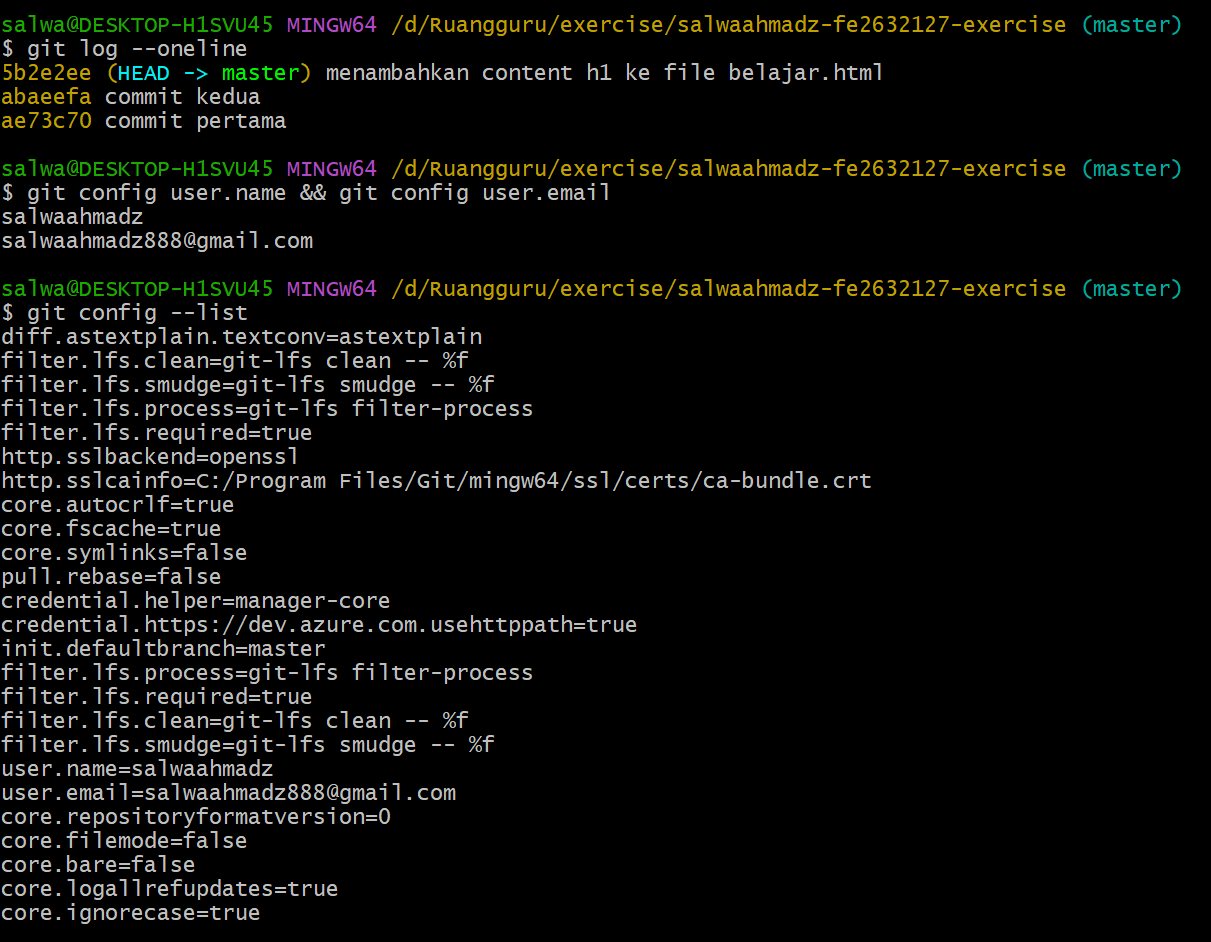 salwa@DESKTOP-H1SVU45 MINGW64 /d/Ruangguru/exercise/salwaahmadz-fe2632127-exercise (master)
$ git log --oneline
5b2e2ee (HEAD -> master) menambahkan content h1 ke file belajar.html
abaeefa commit kedua
ae73c70 commit pertama

salwa@DESKTOP-H1SVU45 MINGW64 /d/Ruangguru/exercise/salwaahmadz-fe2632127-exercise (master)
$ git config user.name && git config user.email
salwaahmadz
salwaahmadz888@gmail.com

salwa@DESKTOP-H1SVU45 MINGW64 /d/Ruangguru/exercise/salwaahmadz-fe2632127-exercise (master)
$ git config --list
diff.astextplain.textconv=astextplain
filter.lfs.clean=git-lfs clean -- %f
filter.lfs.smudge=git-lfs smudge -- %f
filter.lfs.process=git-lfs filter-process
filter.lfs.required=true
http.sslbackend=openssl
http.sslcainfo=C:/Program Files/Git/mingw64/ssl/certs/ca-bundle.crt
core.autocrlf=true
core.fscache=true
core.symlinks=false
pull.rebase=false
credential.helper=manager-core
credential.https://dev.azure.com.usehttppath=true
init.defaultbranch=master
filter.lfs.process=git-lfs filter-process
filter.lfs.required=true
filter.lfs.clean=git-lfs clean -- %f
filter.lfs.smudge=git-lfs smudge -- %f
user.name=salwaahmadz
user.email=salwaahmadz888@gmail.com
core.repositoryformatversion=0
core.filemode=false
core.bare=false
core.logallrefupdates=true
core.ignorecase=true